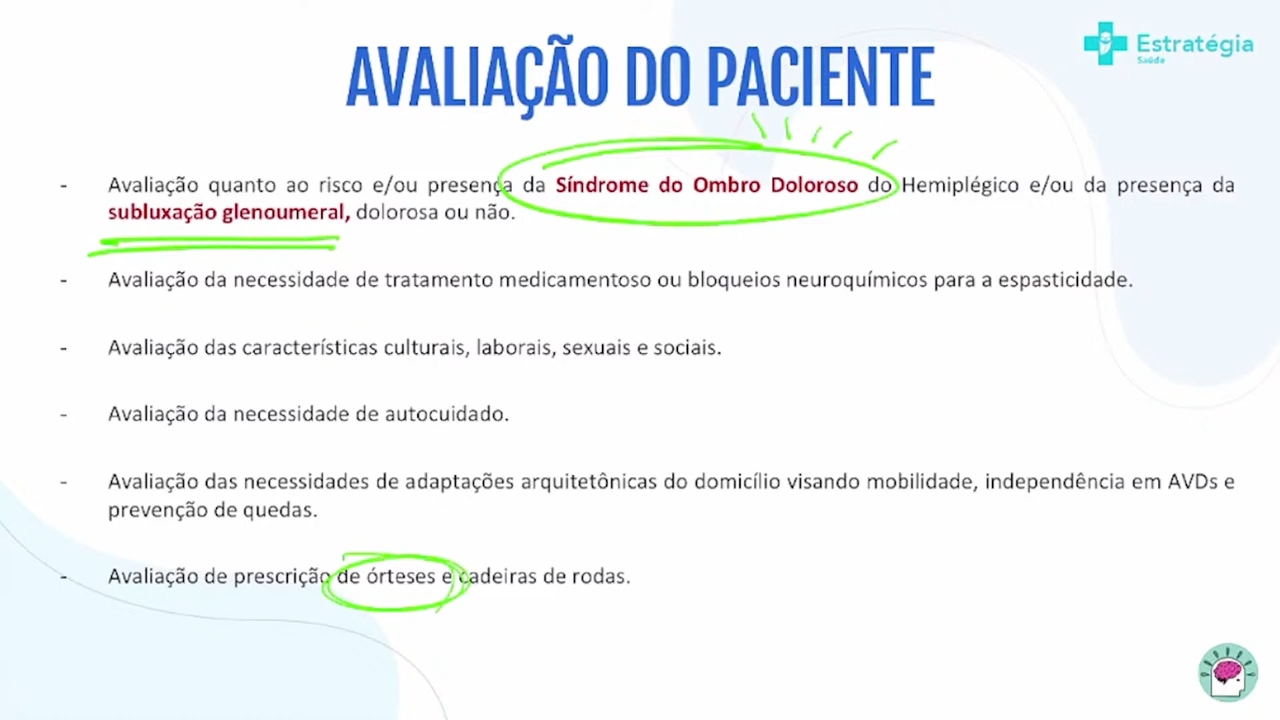 AVALIAÇÃO DO PACIENTE
Estratégia
Saúde
- Avaliação quanto ao risco e/ou presença da Síndrome do Ombro Doloroso do Hemiplégico e/ou da presença da
subluxação glenoumeral, dolorosa ou não.
- Avaliação da necessidade de tratamento medicamentoso ou bloqueios neuroquímicos para a espasticidade.
- Avaliação das características culturais, laborais, sexuais e sociais.
- Avaliação da necessidade de autocuidado.
- Avaliação das necessidades de adaptações arquitetônicas do domicílio visando mobilidade, independência em AVDs e
prevenção de quedas.
- Avaliação de prescrição de órteses e cadeiras de rodas.